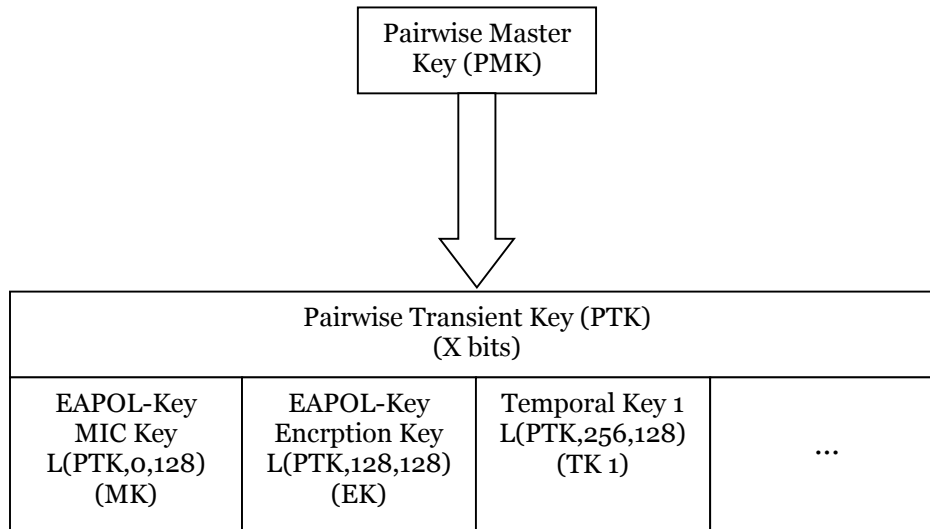 Pairwise Master
Key (PMK)
Pairwise Transient Key (PTK)
(X bits)
EAPOL-Key
MIC Key
L(PTK,0,128)
(MK)
EAPOL-Key
Encrption Key
L(PTK,128,128)
(EK)
Temporal Key 1
L(PTK,256,128)
(TK 1)
...